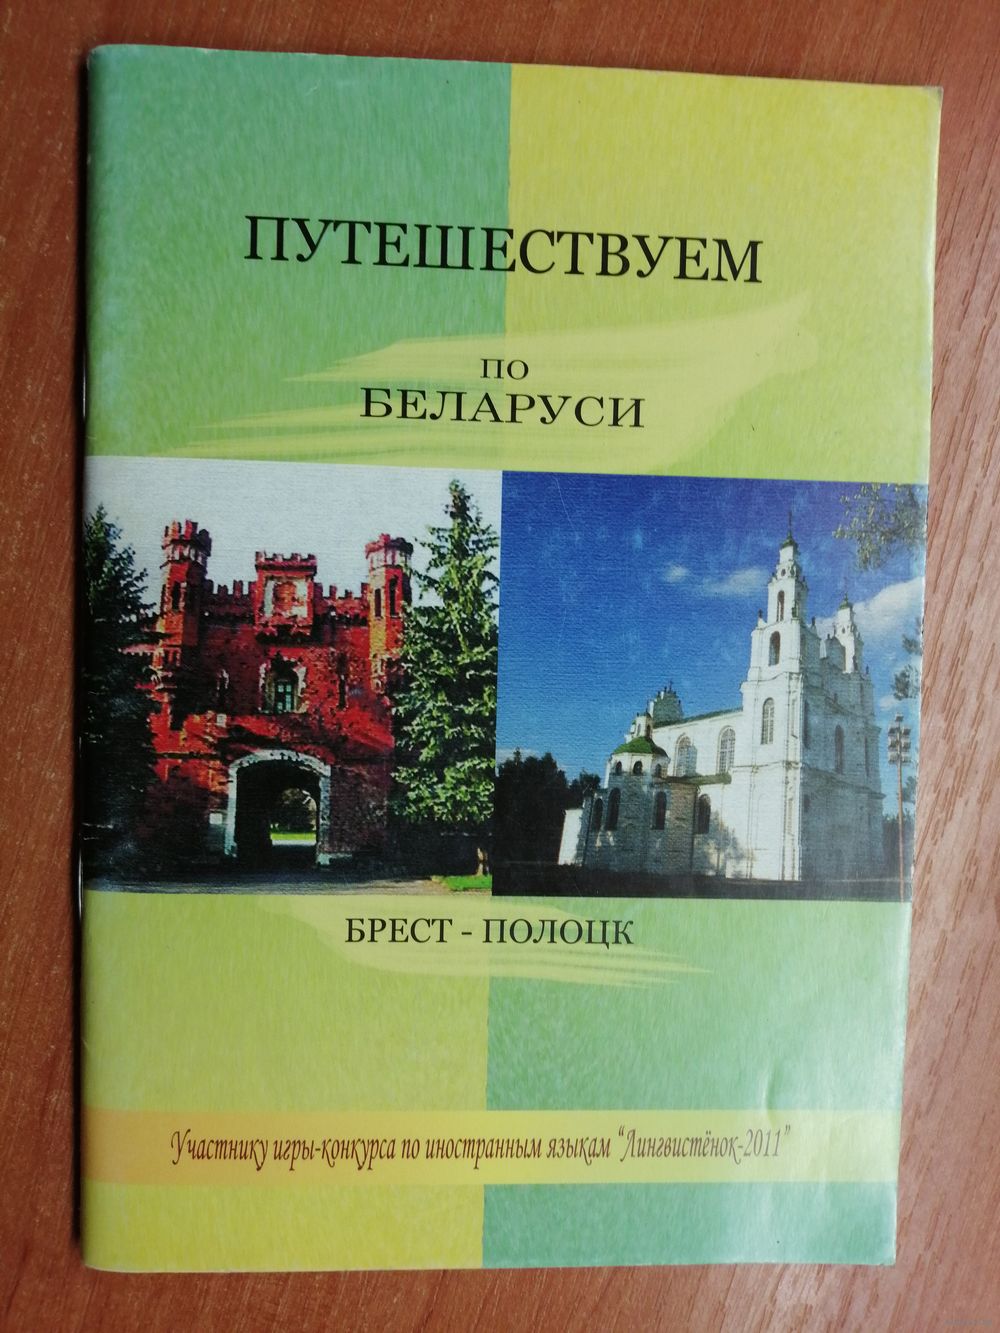 ПУТЕШЕСТВУЕМ
ПО
БЕЛАРУСИ
БРЕСТ - ПОЛОЦК
Участнику игры-конкурса по иностранным языкам “Лингвистёнок-2011”